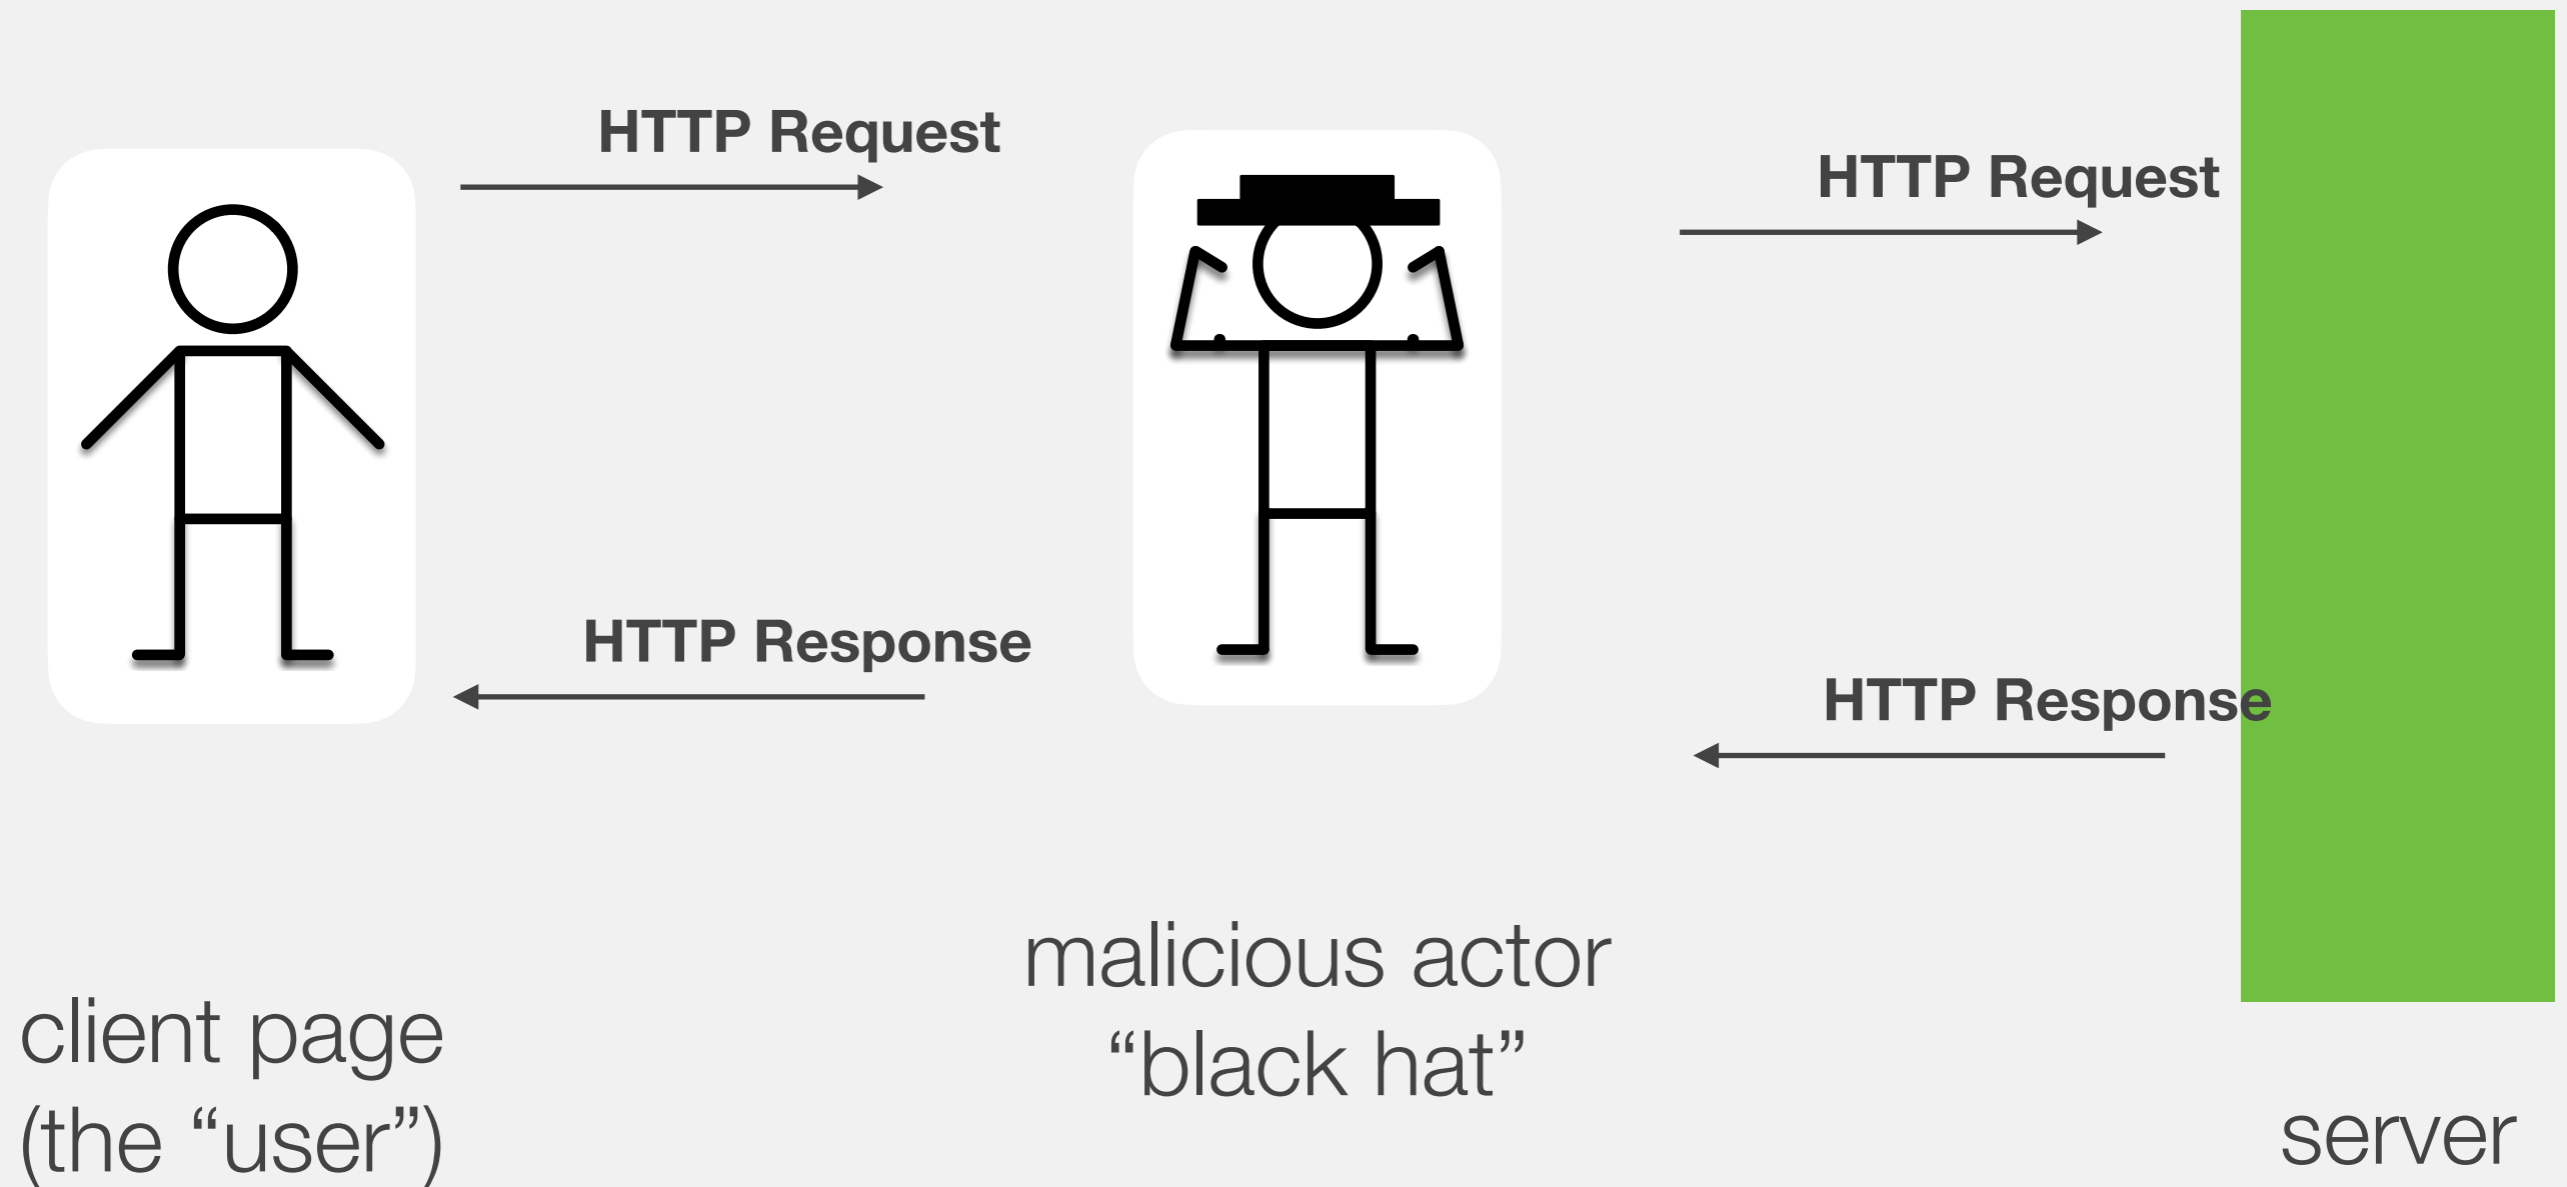 HTTP Request
HTTP Request
HTTP Response
HTTP Response
client page
(the “user”)
malicious actor
“black hat”
server